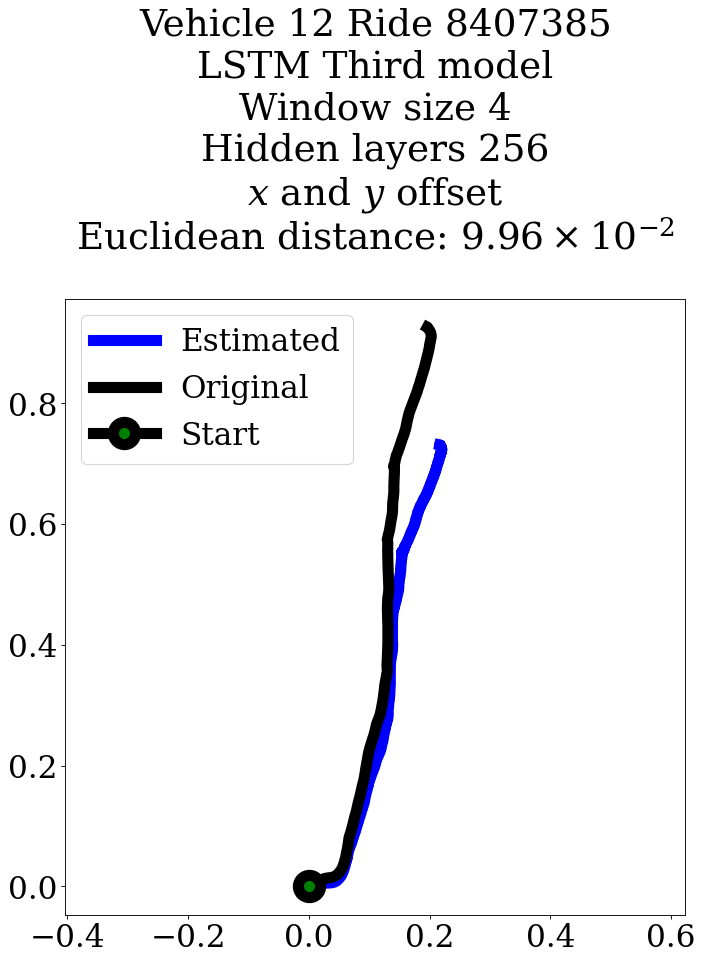 Vehicle 12 Ride 8407385
LSTM Third model
Window size 4
Hidden layers 256
x and y offset
Euclidean distance: 9.96 × 10⁻²
Estimated
Original
Start
0.8
0.6
0.4
0.2
0.0
−0.4 −0.2 0.0 0.2 0.4 0.6